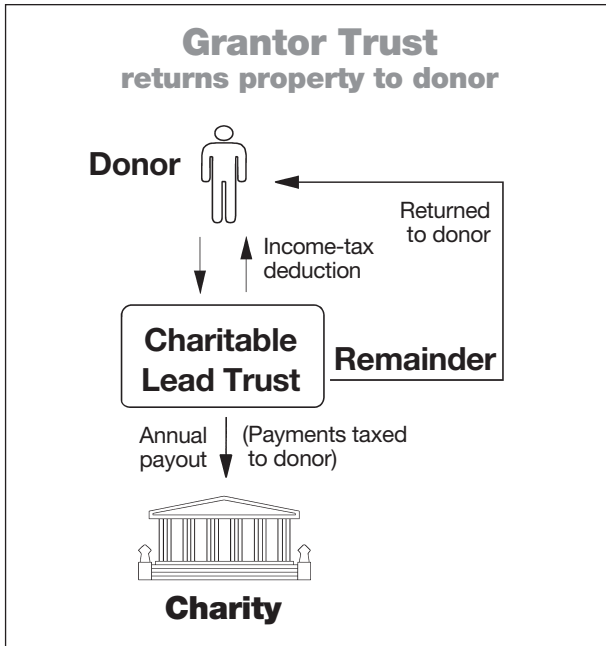 Grantor Trust
returns property to donor
Donor
Returned
to donor
Income-tax
deduction
Charitable
Lead Trust
Remainder
Annual
payout
(Payments taxed
to donor)
Charity